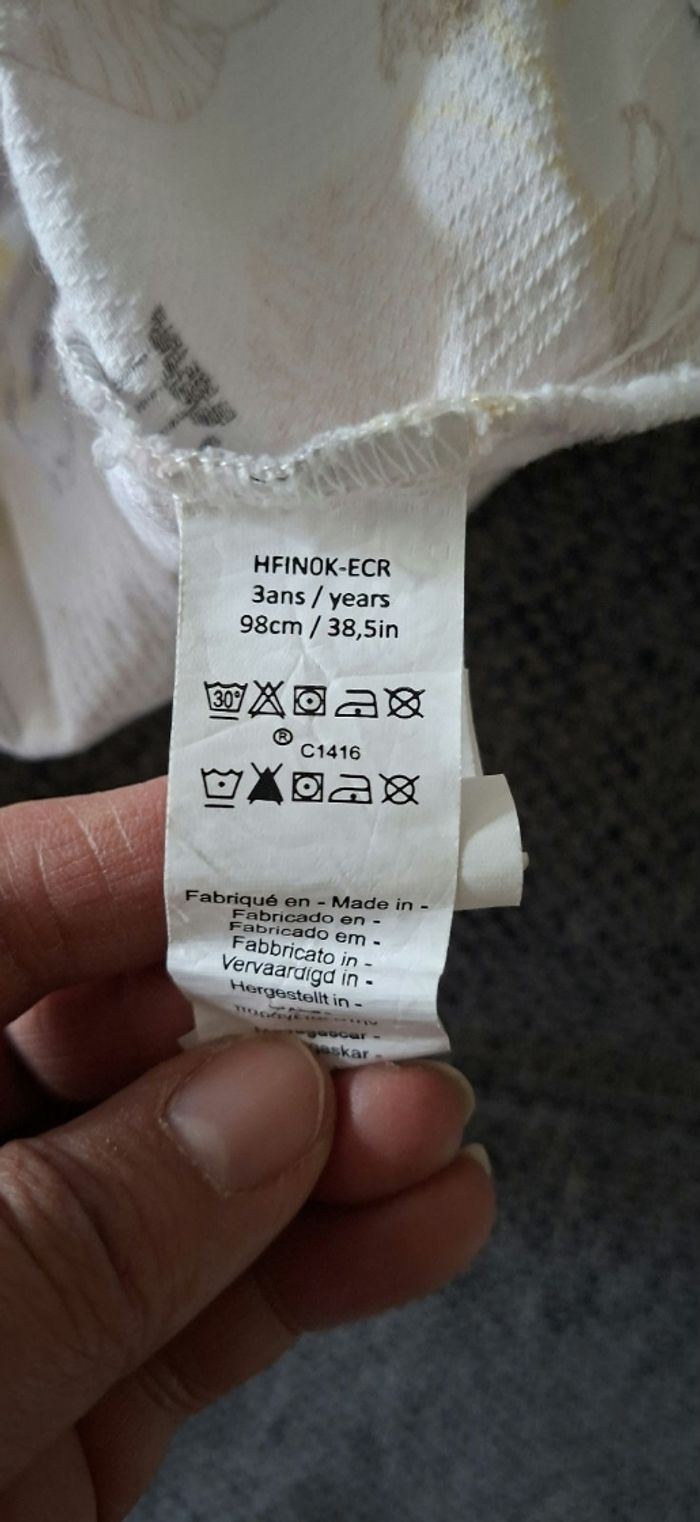 HFINOK-ECR
3ans / years
98cm / 38,5in
30°
® C1416
Fabriqué en - Made in -
Fabricado en -
Fabricado em -
Fabbricato in -
Vervaardigd in -
Hergestellt in -